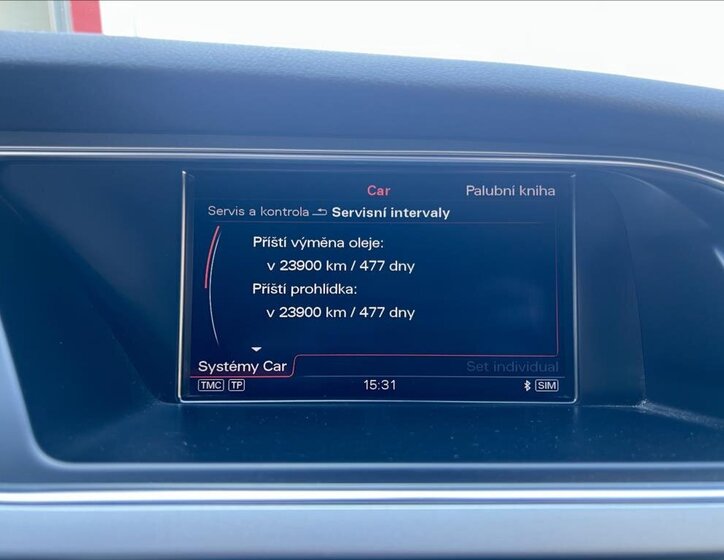 Car
Palubní kniha
Servis a kontrola Servisní intervaly
Příští výměna oleje:
v 23900 km / 477 dny
Příští prohlídka:
v 23900 km / 477 dny
Systémy Car
Set individual
TMC TP
15:31
SIM